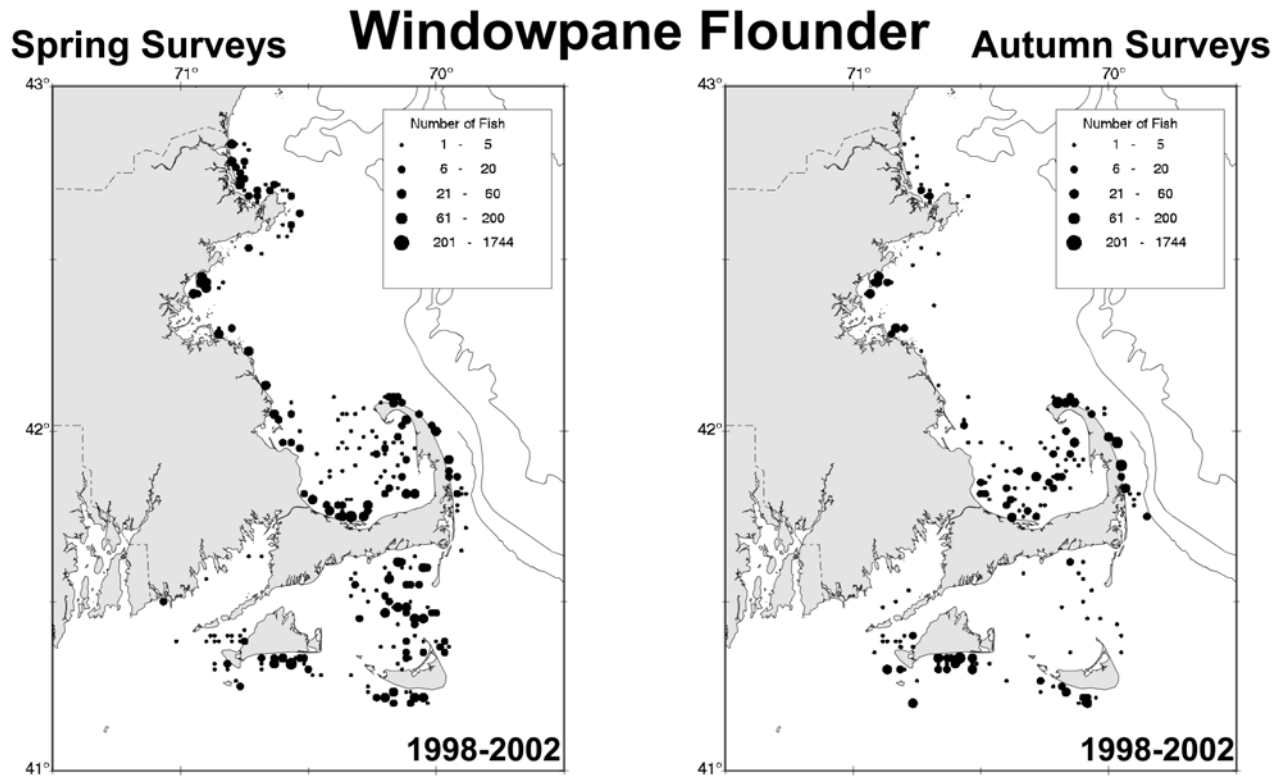 Windowpane Flounder
Spring Surveys
Autumn Surveys
71° 70°
43°
Number of Fish
1 - 5
6 - 20
21 - 60
61 - 200
201 - 1744
42°
41°
1998-2002
71° 70°
43°
Number of Fish
1 - 5
6 - 20
21 - 60
61 - 200
201 - 1744
42°
41°
1998-2002